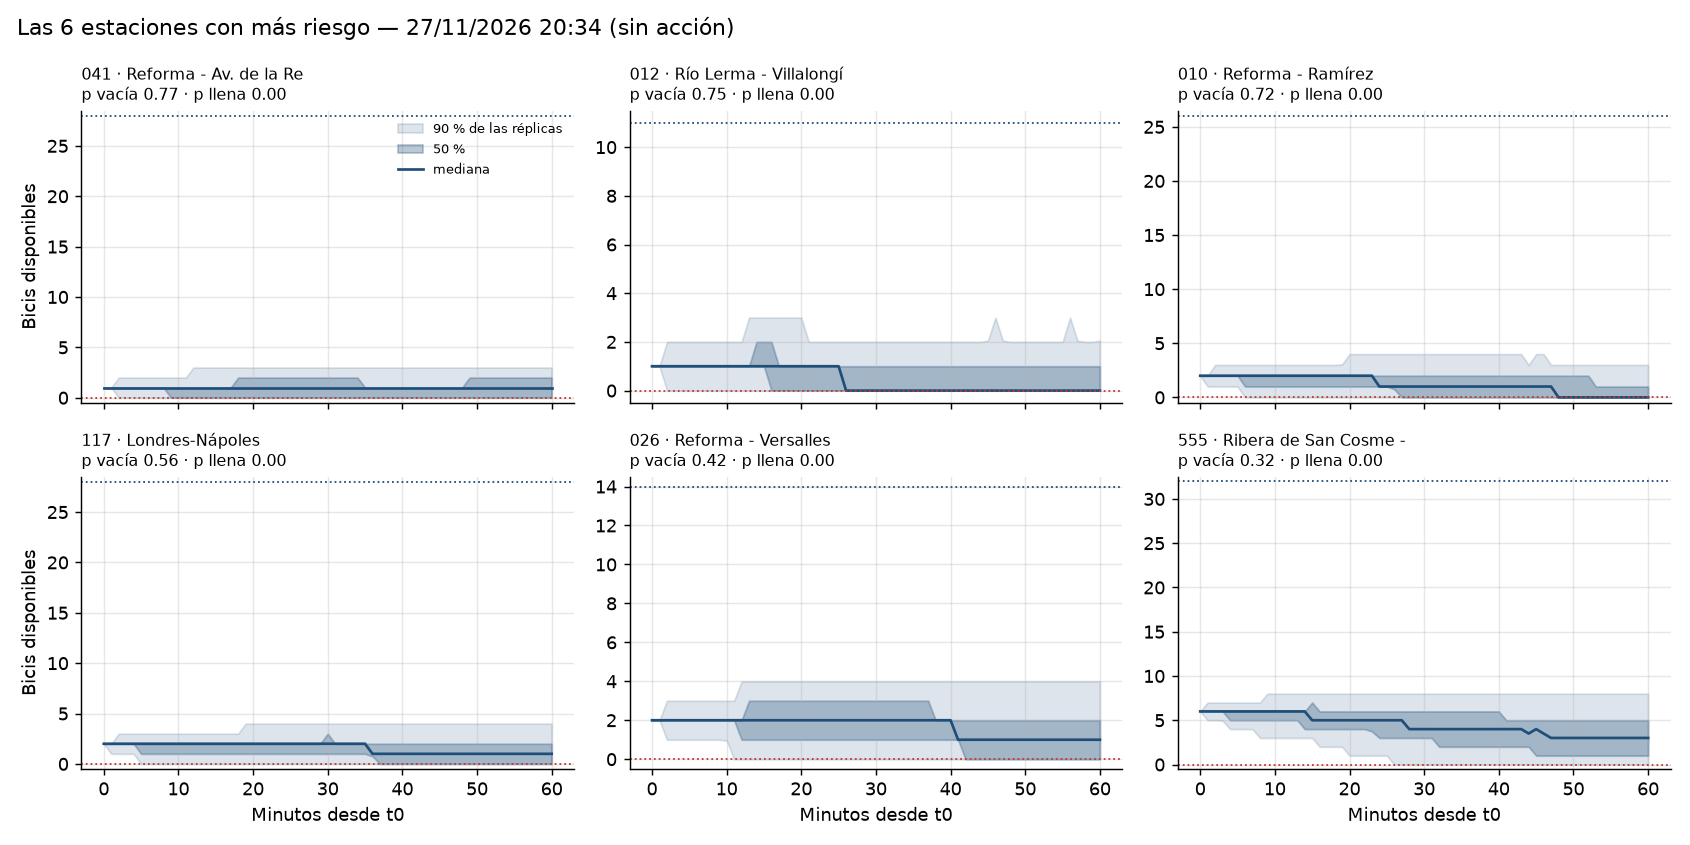 Las 6 estaciones con más riesgo — 27/11/2026 20:34 (sin acción)
041 · Reforma - Av. de la Re
p vacía 0.77 · p llena 0.00
25
20
15
10
5
0
Bicis disponibles
90 % de las réplicas
50 %
mediana
012 · Río Lerma - Villalongí
p vacía 0.75 · p llena 0.00
10
8
6
4
2
0
010 · Reforma - Ramírez
p vacía 0.72 · p llena 0.00
25
20
15
10
5
0
117 · Londres-Nápoles
p vacía 0.56 · p llena 0.00
25
20
15
10
5
0
Bicis disponibles
0 10 20 30 40 50 60
Minutos desde t0
026 · Reforma - Versalles
p vacía 0.42 · p llena 0.00
14
12
10
8
6
4
2
0
0 10 20 30 40 50 60
Minutos desde t0
555 · Ribera de San Cosme -
p vacía 0.32 · p llena 0.00
30
25
20
15
10
5
0
0 10 20 30 40 50 60
Minutos desde t0